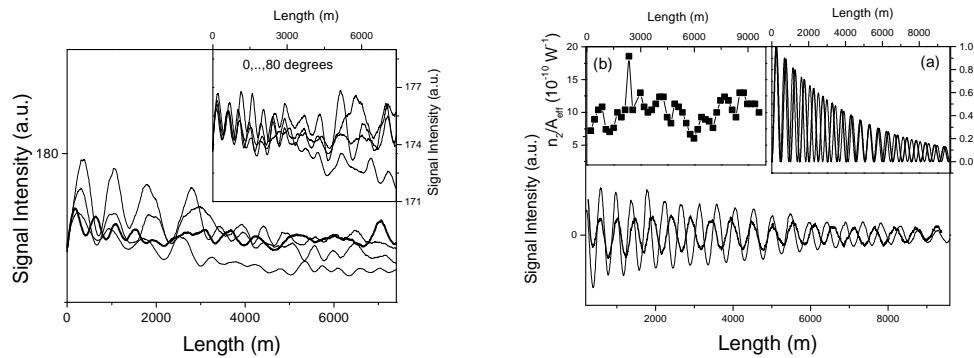 Length (m)
0 3000 6000
0,..,80 degrees
177
174
171
Signal Intensity (a.u.)
180
Signal Intensity (a.u.)
0 2000 4000 6000
Length (m)
Length (m)
0 3000 6000 9000
20
15
10
5
n2/Aeff (10-10 W-1)
(b)
Length (m)
0 2000 4000 6000 8000
(a)
1.0
0.8
0.6
0.4
0.2
0.0
Signal Intensity (a.u.)
0
2000 4000 6000 8000
Length (m)